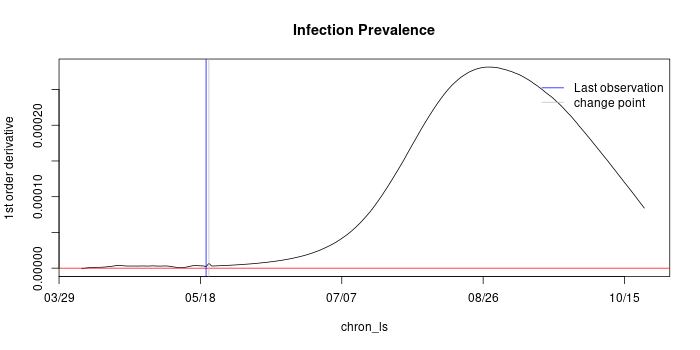 Infection Prevalence
1st order derivative
0.00020
0.00010
0.00000
Last observation
change point
03/29 05/18 07/07 08/26 10/15
chron_ls